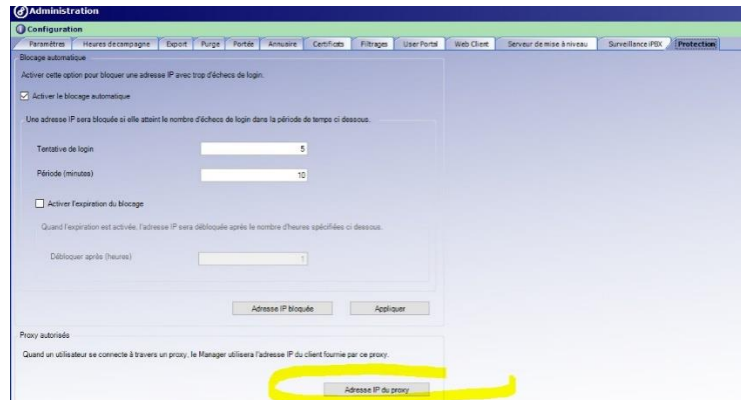 Administration
Configuration
Paramètres Heures de campagne Export Purge Portée Annuaire Certificats Filtrages User Portal Web Client Serveur de mise à niveau Surveillance iPBX Protection
Blocage automatique
Activer cette option pour bloquer une adresse IP avec trop d'échecs de login.
Activer le blocage automatique
Une adresse IP sera bloquée si elle atteint le nombre d'échecs de login dans la période de temps ci dessous.
Tentative de login 5
Période (minutes) 10
Activer l'expiration du blocage
Quand l'expiration est activée, l'adresse IP sera débloquée après le nombre d'heures spécifiées ci dessous.
Débloquer après (heures) 1
Adresse IP bloquée Appliquer
Proxy autorisés
Quand un utilisateur se connecte à travers un proxy, le Manager utilisera l'adresse IP du client fournie par ce proxy.
Adresse IP du proxy